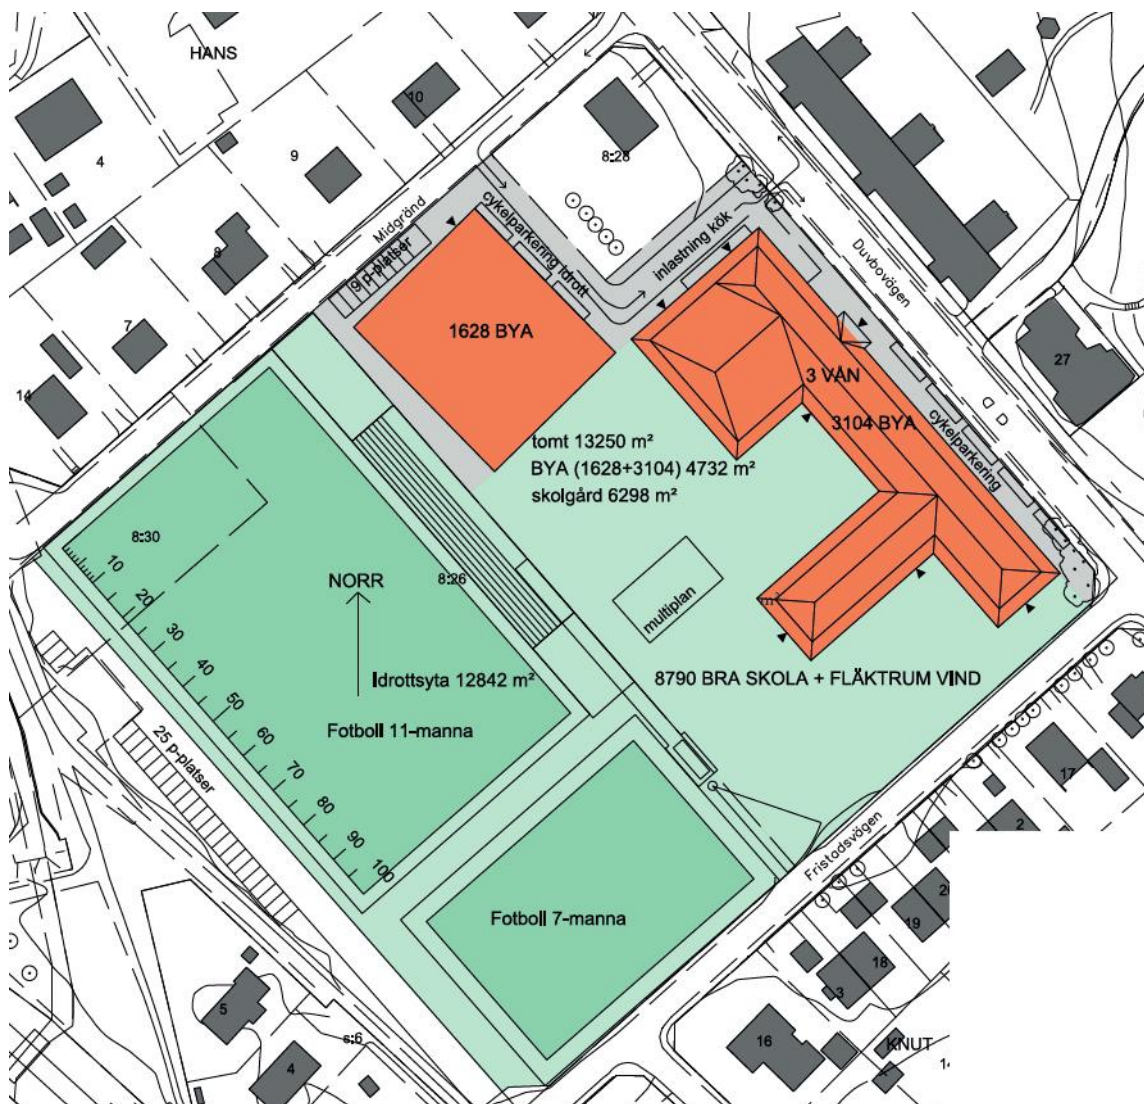 HANS
10
9
4
8:28
Midgränd
cykelparkering idrott
9 p-platser
inlastning kök
Duvbovägen
8
7
14
1628 BYA
27
3 VÅN
3104 BYA
cykelparkering
tomt 13250 m²
BYA (1628+3104) 4732 m²
skolgård 6298 m²
8:30
NORR
8:26
multiplan
10
20
30
40
50
60
70
80
90
100
Idrottsyta 12842 m²
Fotboll 11-manna
8790 BRA SKOLA + FLÄKTRUM VIND
25 p-platser
17
2
Fristadsvägen
Fotboll 7-manna
20
19
18
3
5
s:6
4
16
KNUT